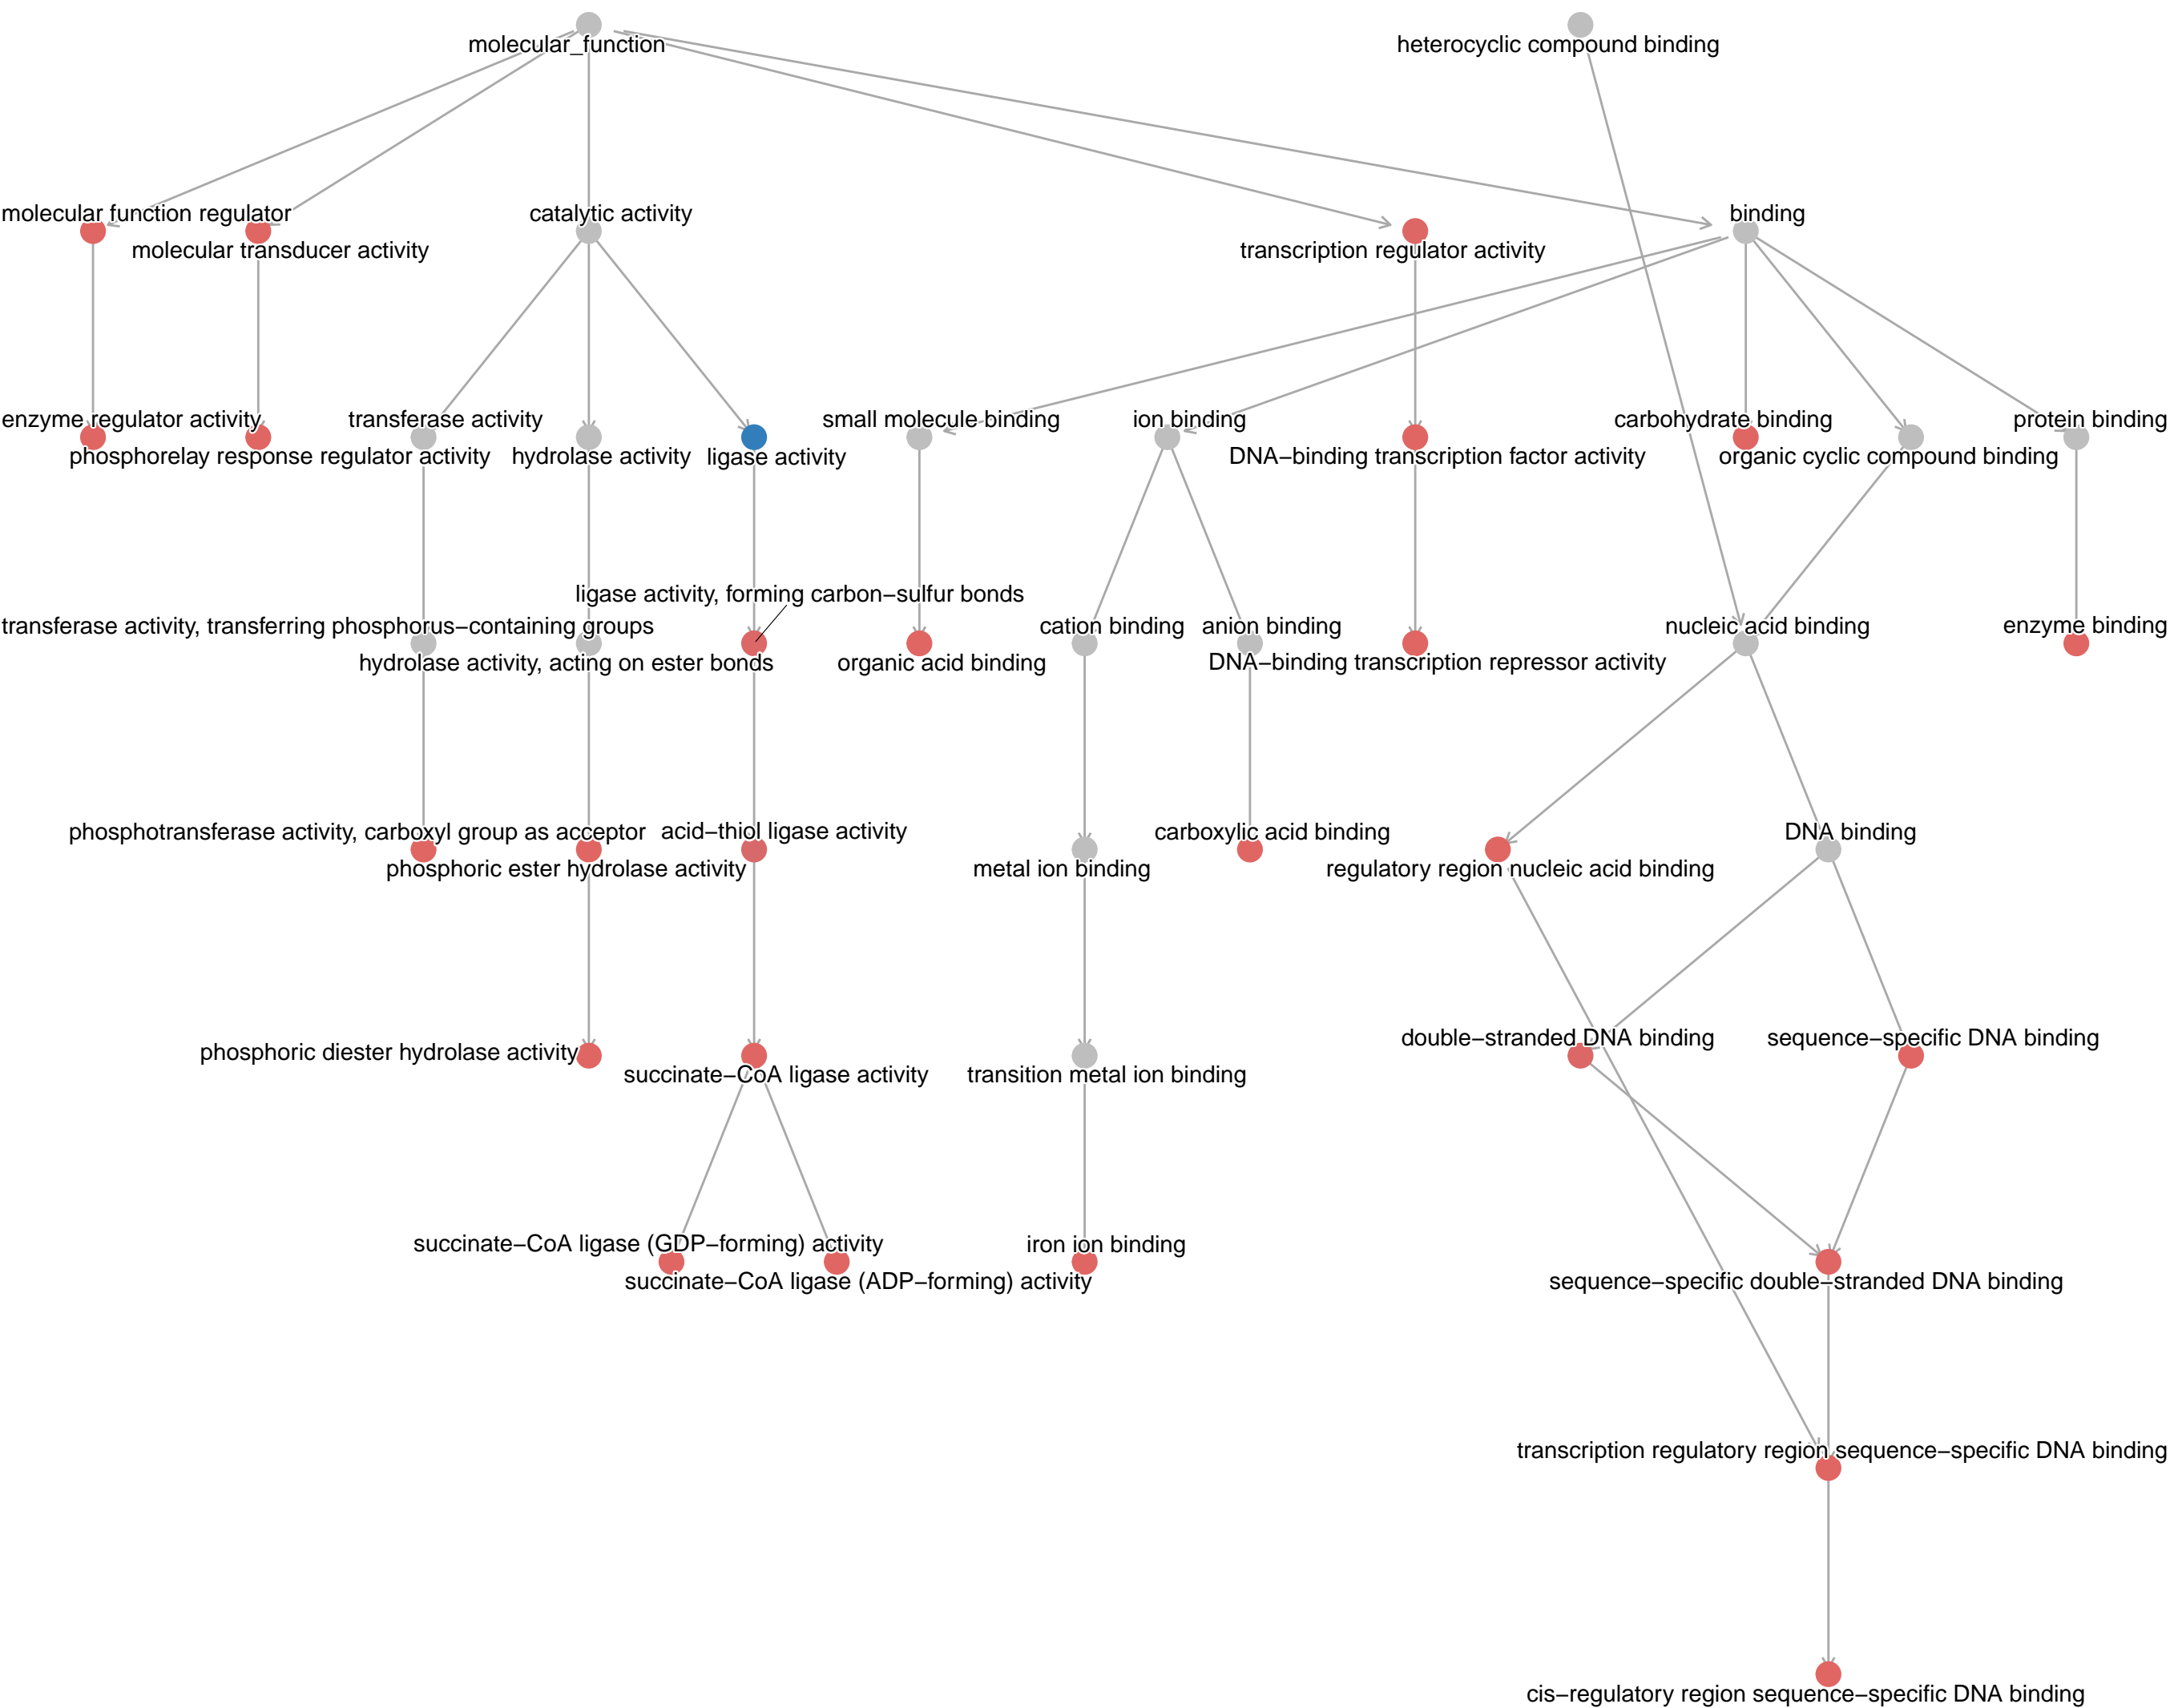 molecular_function
heterocyclic compound binding
molecular function regulator
catalytic activity
binding
molecular transducer activity
transcription regulator activity
enzyme regulator activity
transferase activity
small molecule binding
ion binding
carbohydrate binding
protein binding
phosphorelay response regulator activity
hydrolase activity
ligase activity
DNA−binding transcription factor activity
organic cyclic compound binding
ligase activity, forming carbon−sulfur bonds
transferase activity, transferring phosphorus−containing groups
cation binding
anion binding
nucleic acid binding
enzyme binding
hydrolase activity, acting on ester bonds
organic acid binding
DNA−binding transcription repressor activity
phosphotransferase activity, carboxyl group as acceptor
acid−thiol ligase activity
carboxylic acid binding
DNA binding
phosphoric ester hydrolase activity
metal ion binding
regulatory region nucleic acid binding
double−stranded DNA binding
sequence−specific DNA binding
phosphoric diester hydrolase activity
succinate−CoA ligase activity
transition metal ion binding
succinate−CoA ligase (GDP−forming) activity
iron ion binding
succinate−CoA ligase (ADP−forming) activity
sequence−specific double−stranded DNA binding
transcription regulatory region sequence−specific DNA binding
cis−regulatory region sequence−specific DNA binding